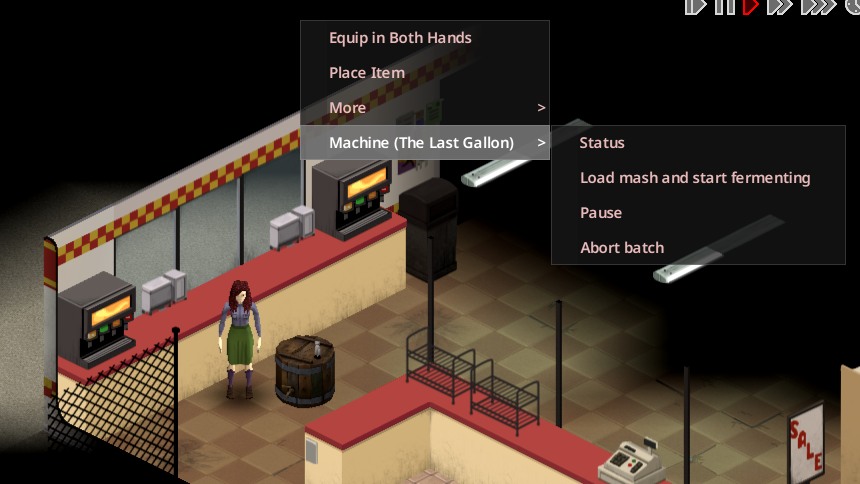 Equip in Both Hands
Place Item
More >
Machine (The Last Gallon) >
Status
Load mash and start fermenting
Pause
Abort batch
SALE